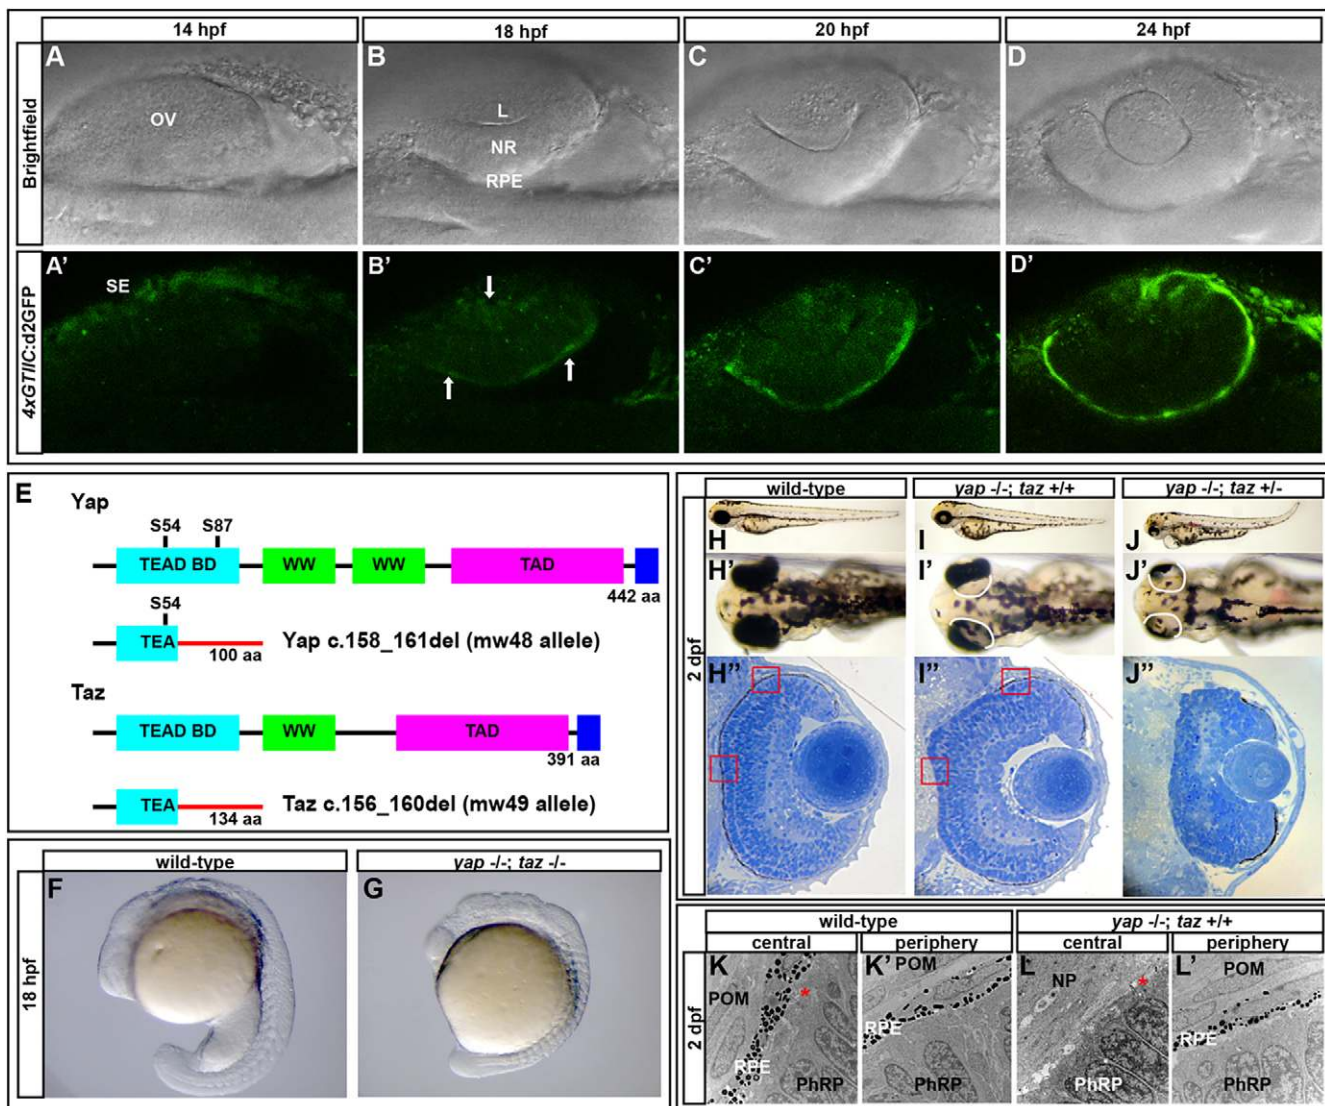 14 hpf
18 hpf
20 hpf
24 hpf
Brightfield
A
OV
B
L
NR
RPE
C
D
4xGTIIC:d2GFP
A'
SE
B'
C'
D'
E
Yap
S54
S87
TEAD BD
WW
WW
TAD
442 aa
S54
TEA
100 aa
Yap c.158_161del (mw48 allele)
Taz
TEAD BD
WW
TAD
391 aa
TEA
134 aa
Taz c.156_160del (mw49 allele)
wild-type
yap -/-; taz -/-
18 hpf
F
G
wild-type
yap -/-; taz +/+
yap -/-; taz +/-
2 dpf
H
I
J
H'
I'
J'
H''
I''
J''
wild-type
yap -/-; taz +/+
central
periphery
central
periphery
2 dpf
K
POM
*
RPE
PhRP
K'
POM
RPE
PhRP
L
NP
*
PhRP
L'
POM
RPE
PhRP